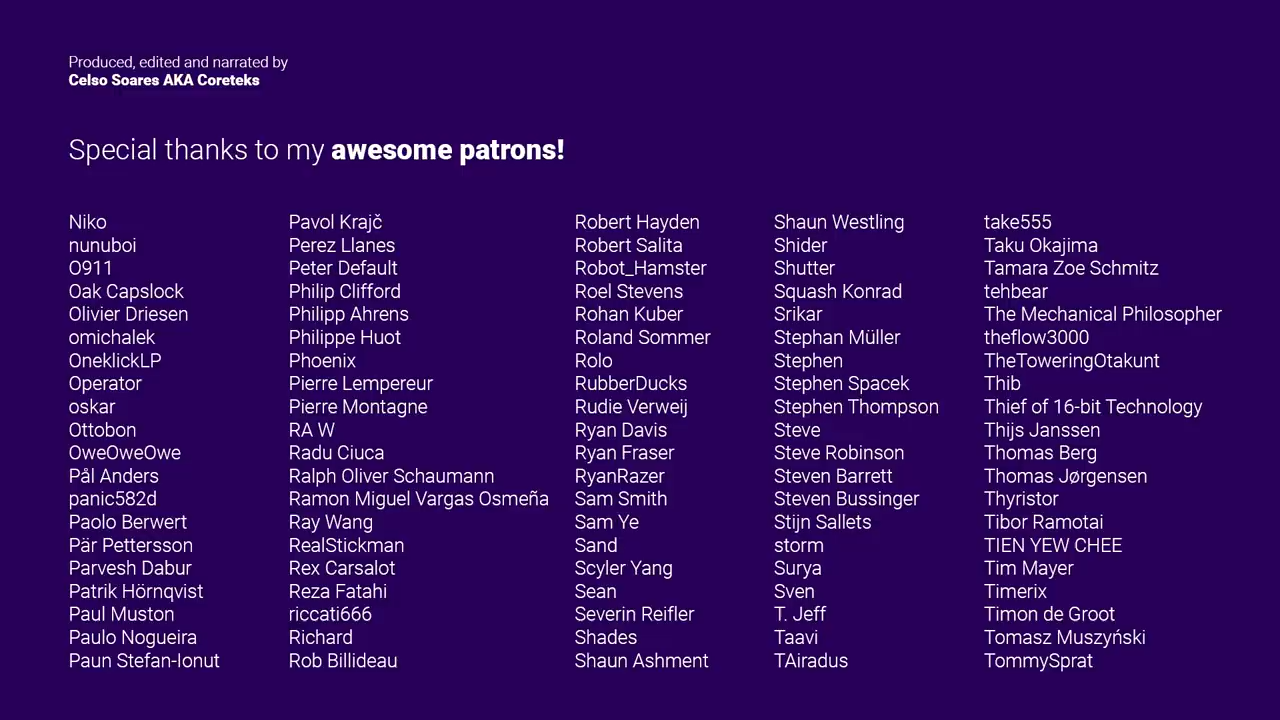 Produced, edited and narrated by
Celso Soares AKA Coreteks
Special thanks to my awesome patrons!
Niko
nunuboi
O911
Oak Capslock
Olivier Driesen
omichalek
OneklickLP
Operator
oskar
Ottobon
OweOweOwe
Pål Anders
panic582d
Paolo Berwert
Pär Pettersson
Parvesh Dabur
Patrik Hörnqvist
Paul Muston
Paulo Nogueira
Paun Stefan-Ionut
Pavol Krajč
Perez Llanes
Peter Default
Philip Clifford
Philipp Ahrens
Philippe Huot
Phoenix
Pierre Lempereur
Pierre Montagne
RA W
Radu Ciuca
Ralph Oliver Schaumann
Ramon Miguel Vargas Osmeña
Ray Wang
RealStickman
Rex Carsalot
Reza Fatahi
riccati666
Richard
Rob Billideau
Robert Hayden
Robert Salita
Robot_Hamster
Roel Stevens
Rohan Kuber
Roland Sommer
Rolo
RubberDucks
Rudie Verweij
Ryan Davis
Ryan Fraser
RyanRazer
Sam Smith
Sam Ye
Sand
Scyler Yang
Sean
Severin Reifler
Shades
Shaun Ashment
Shaun Westling
Shider
Shutter
Squash Konrad
Srikar
Stephan Müller
Stephen
Stephen Spacek
Stephen Thompson
Steve
Steve Robinson
Steven Barrett
Steven Bussinger
Stijn Sallets
storm
Surya
Sven
T. Jeff
Taavi
TAiradus
take555
Taku Okajima
Tamara Zoe Schmitz
tehbear
The Mechanical Philosopher
theflow3000
TheToweringOtakunt
Thib
Thief of 16-bit Technology
Thijs Janssen
Thomas Berg
Thomas Jørgensen
Thyristor
Tibor Ramotai
TIEN YEW CHEE
Tim Mayer
Timerix
Timon de Groot
Tomasz Muszyński
TommySprat